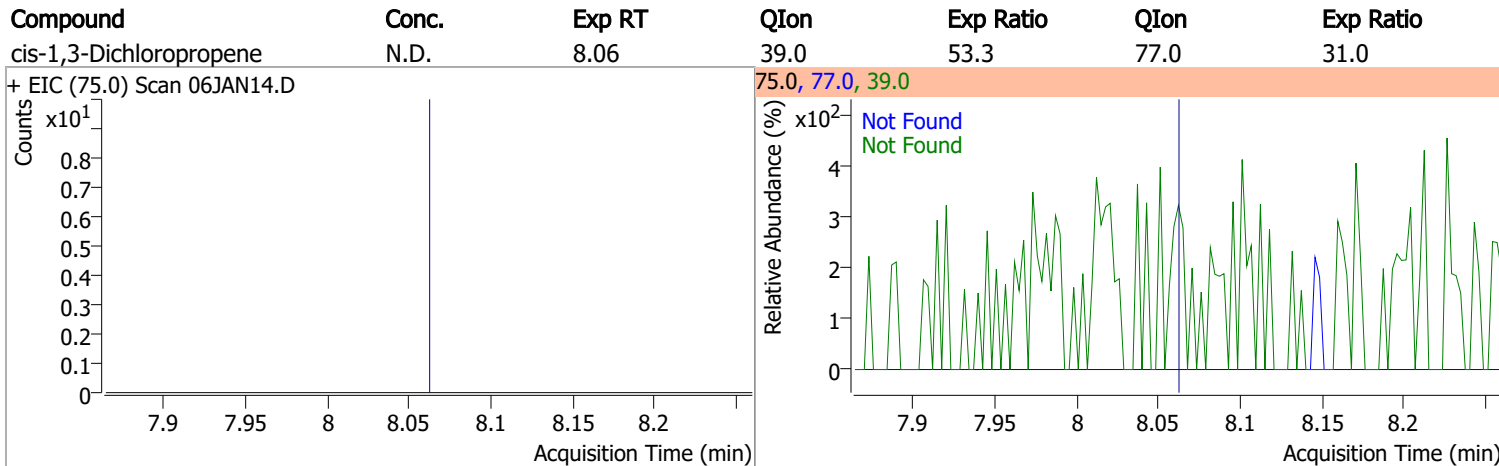 Compound Conc. Exp RT QIon Exp Ratio QIon Exp Ratio
cis-1,3-Dichloropropene N.D. 8.06 39.0 53.3 77.0 31.0
+ EIC (75.0) Scan 06JAN14.D
Counts
x10¹
0.8
0.7
0.6
0.5
0.4
0.3
0.2
0.1
0
7.9 7.95 8 8.05 8.1 8.15 8.2
Acquisition Time (min)
75.0, 77.0, 39.0
Relative Abundance (%)
x10²
Not Found
Not Found
4
3
2
1
0
7.9 7.95 8 8.05 8.1 8.15 8.2
Acquisition Time (min)